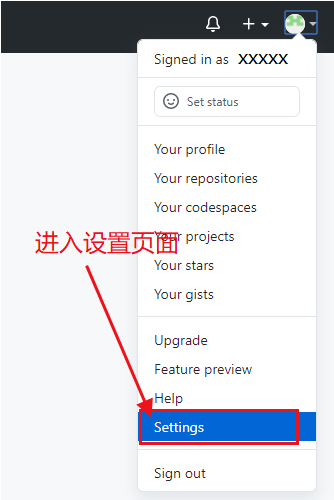 Signed in as XXXXX
Set status
Your profile
Your repositories
Your codespaces
Your projects
进入设置页面
Your stars
Your gists
Upgrade
Feature preview
Help
Settings
Sign out